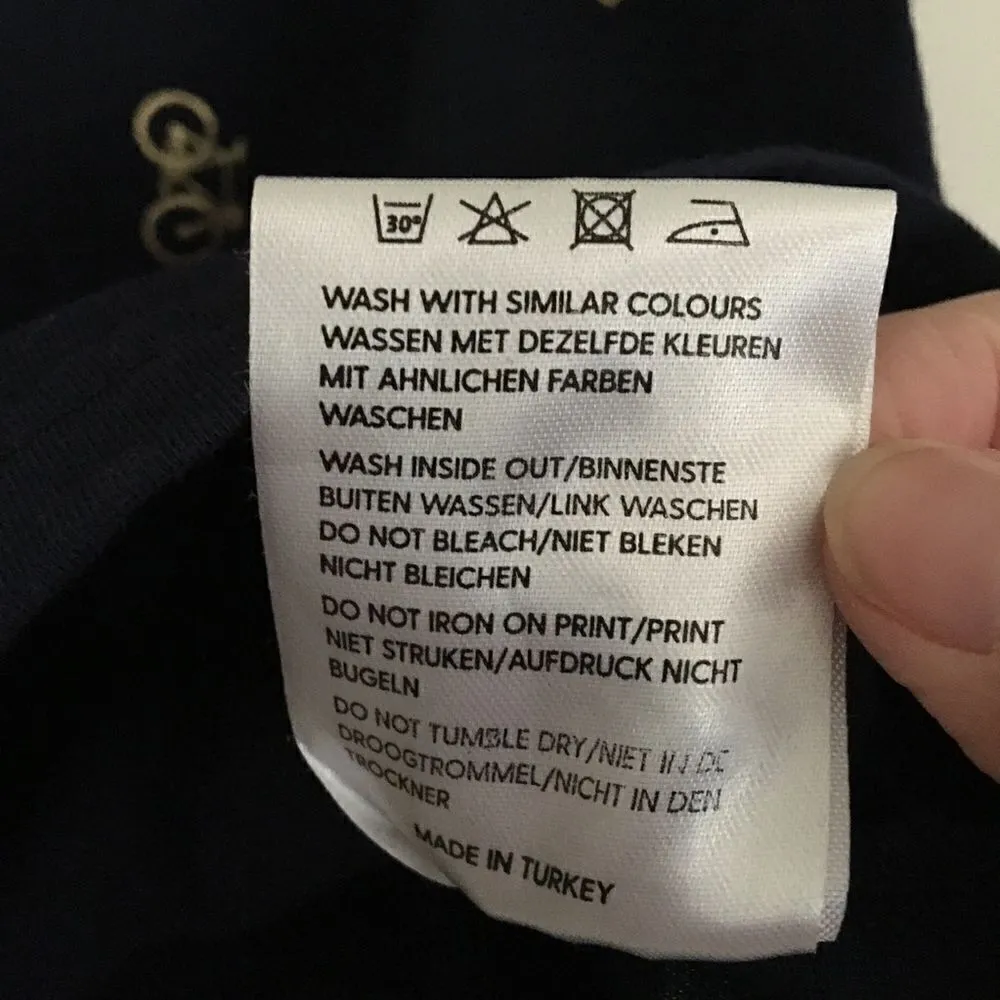 30°
WASH WITH SIMILAR COLOURS
WASSEN MET DEZELFDE KLEUREN
MIT AHNLICHEN FARBEN
WASCHEN
WASH INSIDE OUT/BINNENSTE
BUITEN WASSEN/LINK WASCHEN
DO NOT BLEACH/NIET BLEKEN
NICHT BLEICHEN
DO NOT IRON ON PRINT/PRINT
NIET STRUKEN/AUFDRUCK NICHT
BUGELN
DO NOT TUMBLE DRY/NIET IN DE
DROOGTROMMEL/NICHT IN DEN
TROCKNER
MADE IN TURKEY